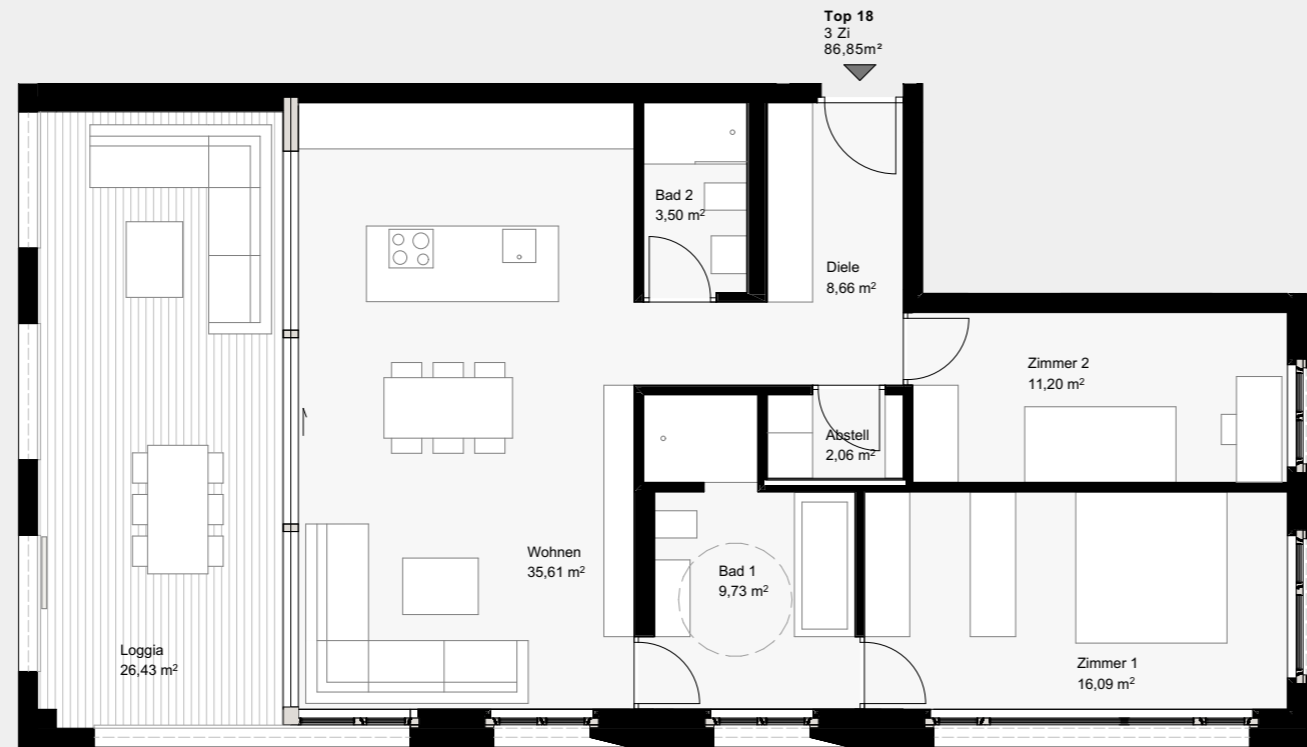 Top 18
3 Zi
86,85m²
Bad 2
3,50 m²
Diele
8,66 m²
Zimmer 2
11,20 m²
Abstell
2,06 m²
Wohnen
35,61 m²
Bad 1
9,73 m²
Loggia
26,43 m²
Zimmer 1
16,09 m²